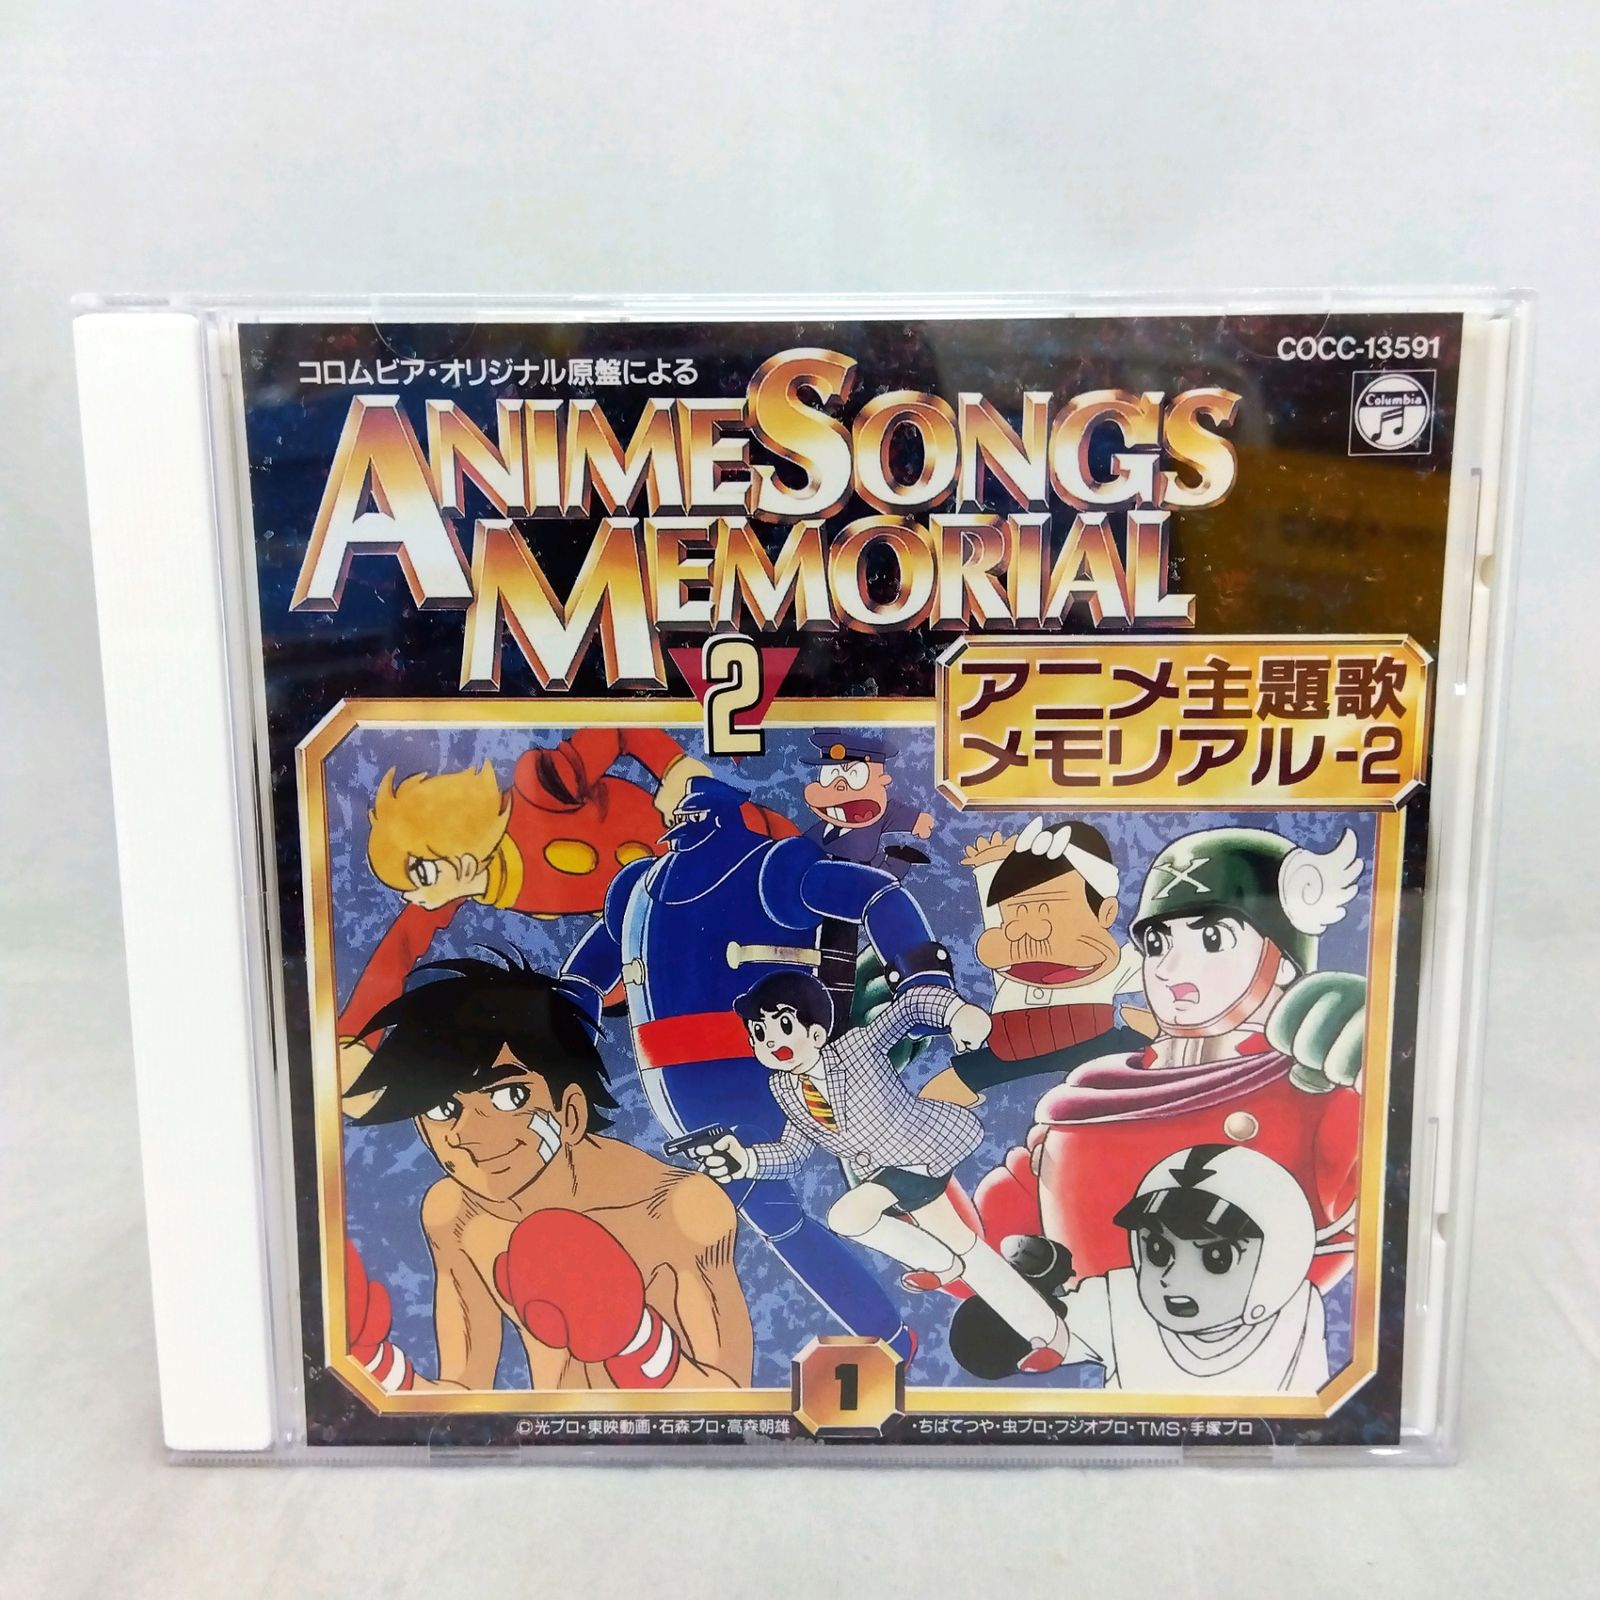 COCC-13591
コロムビア・オリジナル原盤による
Columbia
ANIME SONGS
MEMORIAL
2
アニメ主題歌
メモリアル-2
X
1
©光プロ・東映動画・石森プロ・高森朝雄・ちばてつや・虫プロ・フジオプロ・TMS・手塚プロ